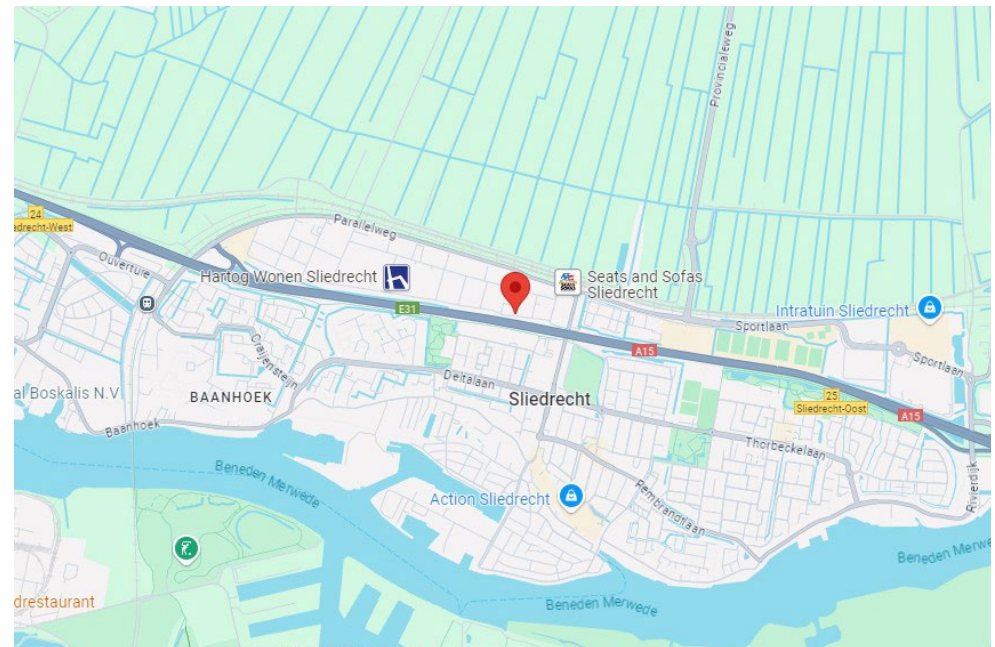 Provincialeweg
24
edrecht-West
Parallelweg
Ouverture
Hartog Wonen Sliedrecht
Seats and Sofas
Sliedrecht
E31
Intratuin Sliedrecht
Sportlaan
A15
Sportlaan
Craijensteijn
al Boskalis N.V
BAANHOEK
Deltalaan
Sliedrecht
25
Sliedrecht-Oost
A15
Baanhoek
Thorbeckelaan
Beneden Merwede
Action Sliedrecht
Rembrandtlaan
Rivierdijk
Beneden Merwe
drestaurant
Beneden Merwede